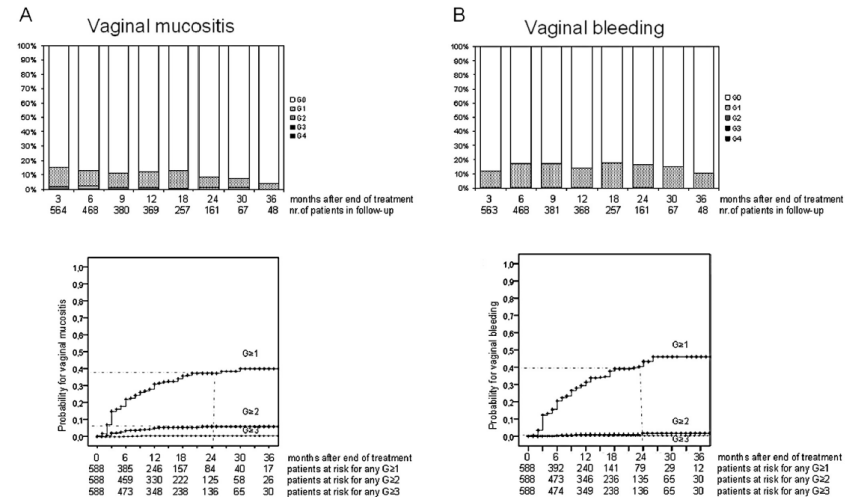 A
Vaginal mucositis
100%
90%
80%
70%
60%
50%
40%
30%
20%
10%
0%
G0
G1
G2
G3
G4
3 6 9 12 18 24 30 36 months after end of treatment
564 468 380 369 257 161 67 48 nr.of patients in follow-up
B
Vaginal bleeding
100%
90%
80%
70%
60%
50%
40%
30%
20%
10%
0%
G0
G1
G2
G3
G4
3 6 9 12 18 24 30 36 months after end of treatment
563 468 381 368 257 161 67 48 nr.of patients in follow-up
Probability for vaginal mucositis
1,0
0,9
0,8
0,7
0,6
0,5
0,4
0,3
0,2
0,1
0,0
G≥1
G≥2
G≥3
0 6 12 18 24 30 36 months after end of treatment
588 385 246 157 84 40 17 patients at risk for any G≥1
588 459 330 222 125 58 26 patients at risk for any G≥2
588 473 348 238 136 65 30 patients at risk for any G≥3
Probability for vaginal bleeding
1,0
0,9
0,8
0,7
0,6
0,5
0,4
0,3
0,2
0,1
0,0
G≥1
G≥2
G≥3
0 6 12 18 24 30 36 months after end of treatment
588 392 240 141 79 29 12 patients at risk for any G≥1
588 473 346 236 135 65 30 patients at risk for any G≥2
588 474 349 238 136 65 30 patients at risk for any G≥3